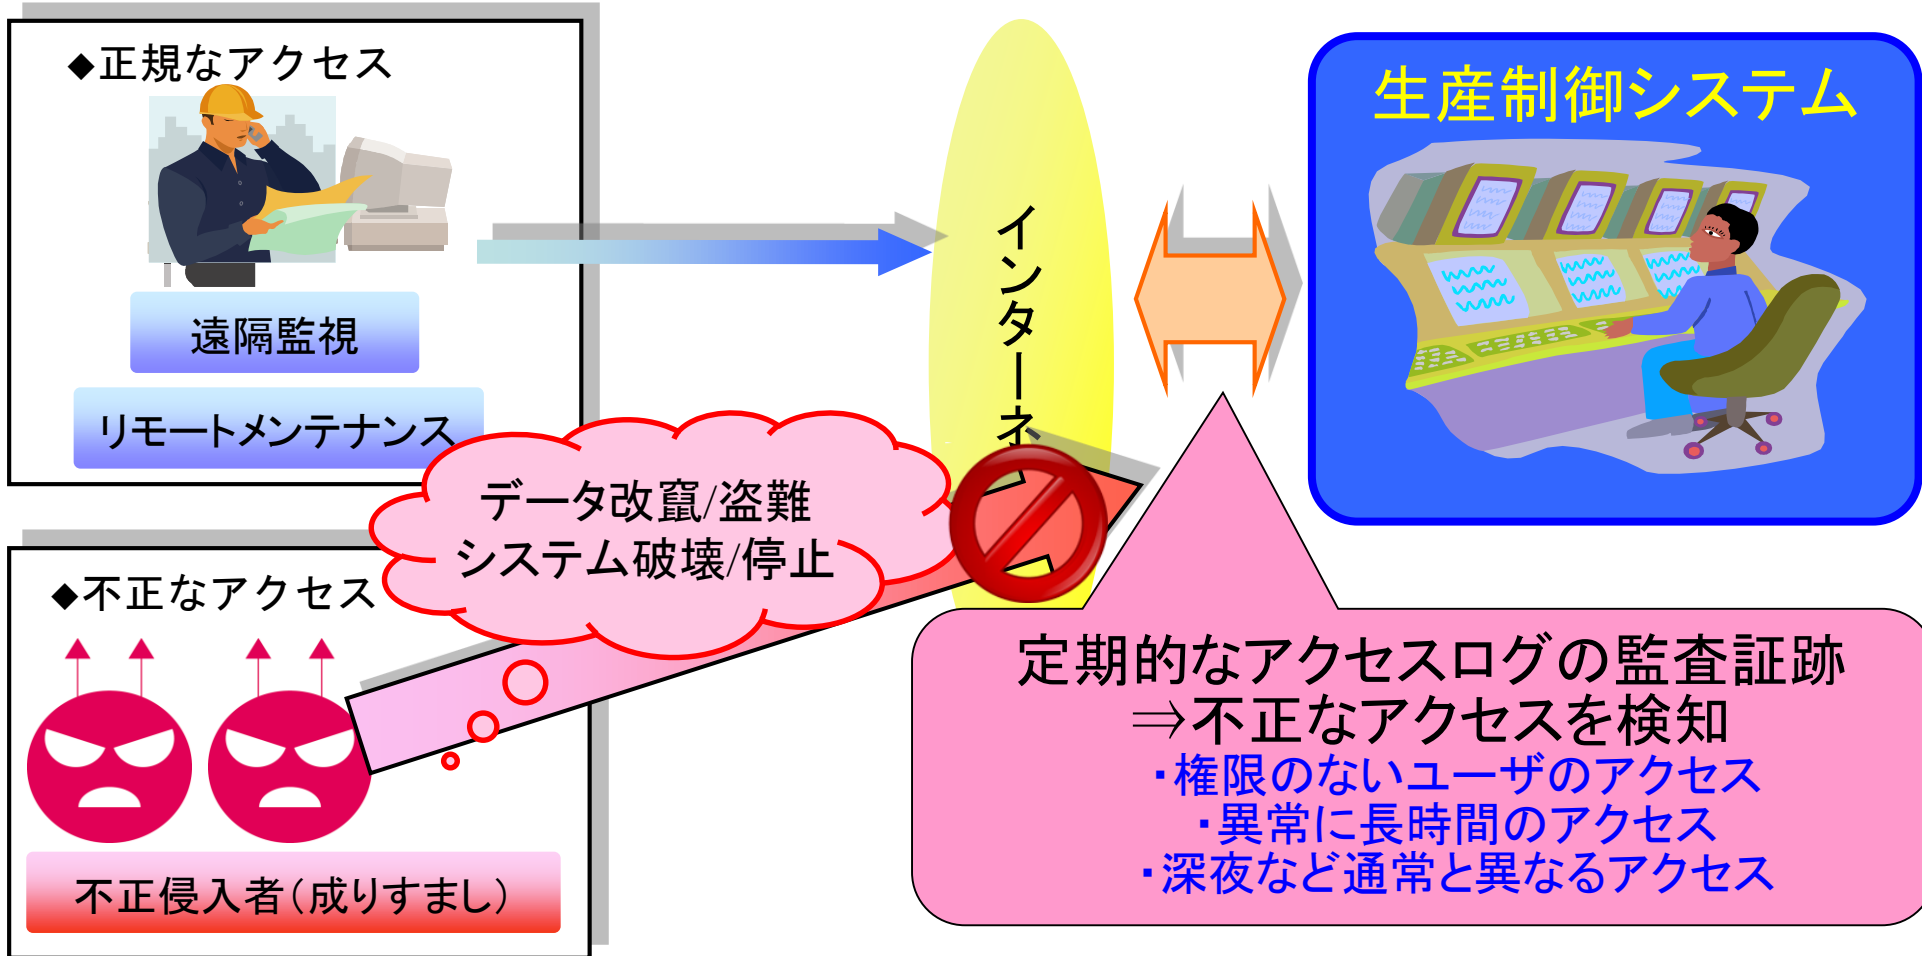 ◆正規なアクセス
遠隔監視
リモートメンテナンス
インターネ
生産制御システム
データ改竄/盗難
システム破壊/停止
◆不正なアクセス
不正侵入者(成りすまし)
定期的なアクセスログの監査証跡
⇒不正なアクセスを検知
・権限のないユーザのアクセス
・異常に長時間のアクセス
・深夜など通常と異なるアクセス